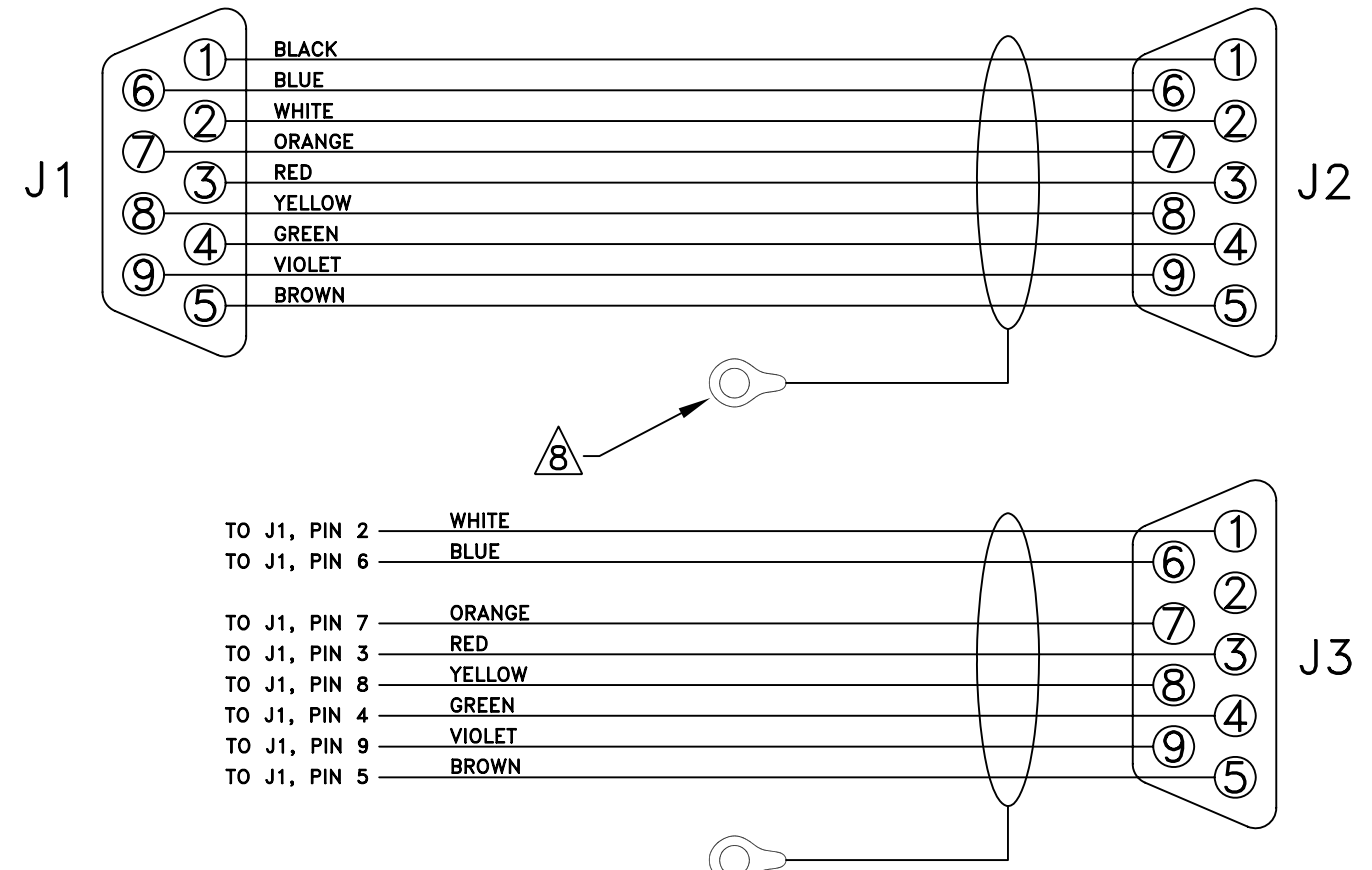 1 BLACK 1
6 BLUE 6
2 WHITE 2
7 ORANGE 7
J1 3 RED 3 J2
8 YELLOW 8
4 GREEN 4
9 VIOLET 9
5 BROWN 5
8
TO J1, PIN 2 WHITE 1
TO J1, PIN 6 BLUE 6
2
TO J1, PIN 7 ORANGE 7
TO J1, PIN 3 RED 3 J3
TO J1, PIN 8 YELLOW 8
TO J1, PIN 4 GREEN 4
TO J1, PIN 9 VIOLET 9
TO J1, PIN 5 BROWN 5